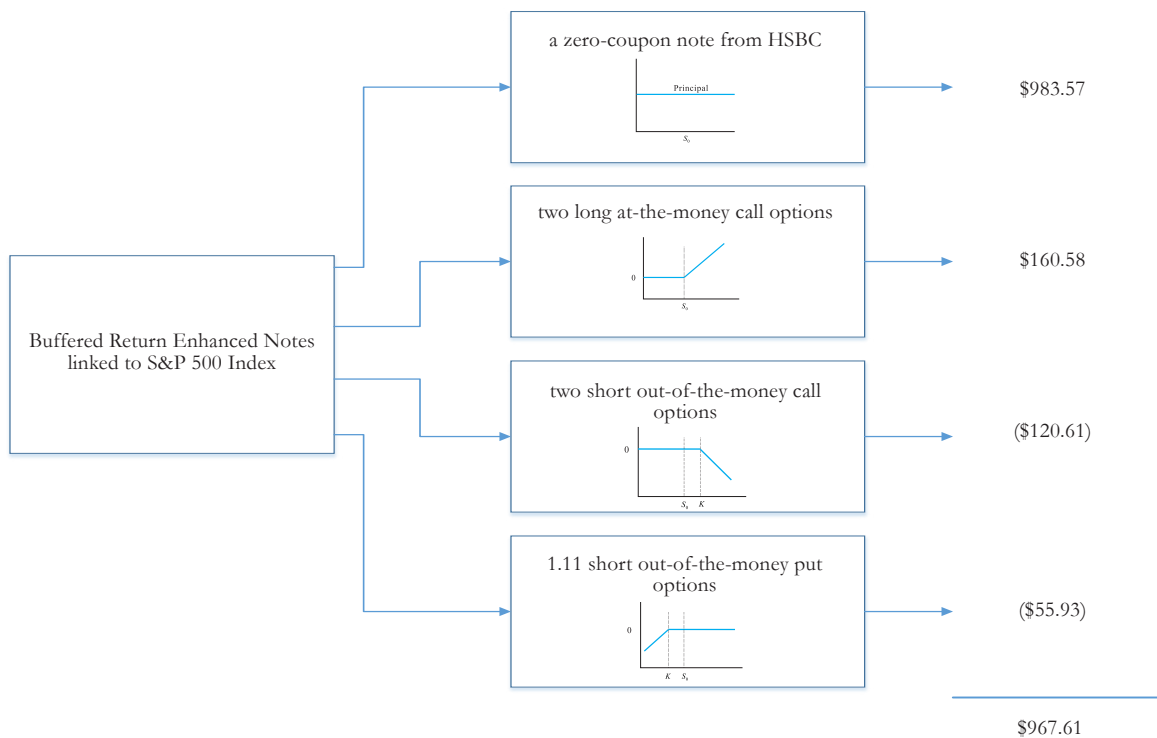 a zero-coupon note from HSBC
Principal
S₀
$983.57
two long at-the-money call options
0
S₀
$160.58
Buffered Return Enhanced Notes
linked to S&P 500 Index
two short out-of-the-money call
options
0
S₀ K
($120.61)
1.11 short out-of-the-money put
options
0
K S₀
($55.93)
$967.61